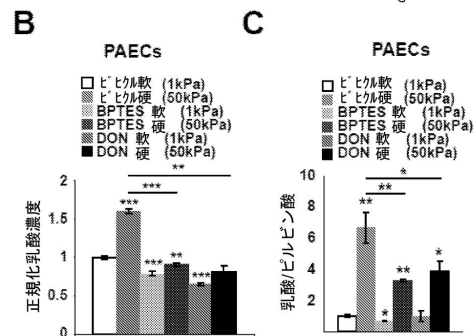 B
PAECs
ﾋﾞﾋｸﾙ軟 (1kPa)
ﾋﾞﾋｸﾙ硬 (50kPa)
BPTES 軟 (1kPa)
BPTES 硬 (50kPa)
DON 軟 (1kPa)
DON 硬 (50kPa)
正規化乳酸濃度
2
1.5
1
0.5
0
***
***
**
***
***
**
C
PAECs
ﾋﾞﾋｸﾙ軟 (1kPa)
ﾋﾞﾋｸﾙ硬 (50kPa)
BPTES 軟 (1kPa)
BPTES 硬 (50kPa)
DON 軟 (1kPa)
DON 硬 (50kPa)
乳酸/ピルビン酸
10
8
6
4
2
0
**
*
**
*
**
*